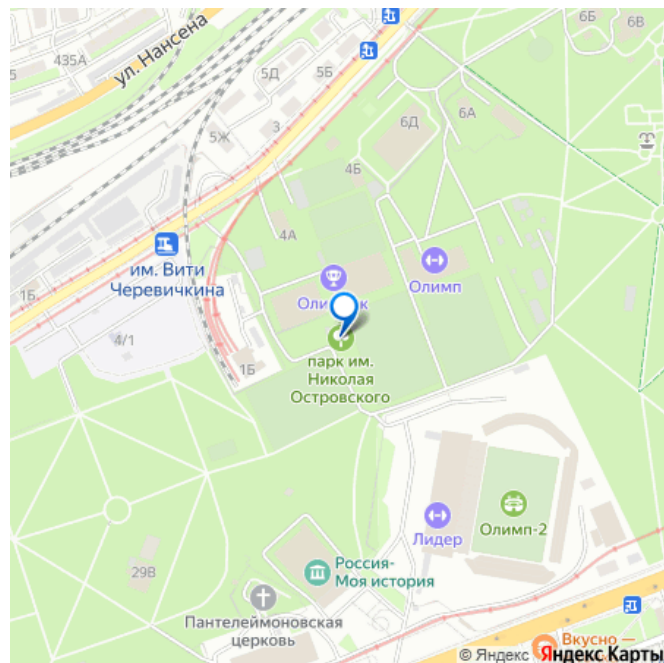 6Б
6В
435А
ул. Нансена
5
5Д
5Б
5Ж
3
6Д
6А
4Б
4А
им. Вити
Черевичкина
1Б
Олимп
4/1
1Б
парк им.
Николая
Островского
Олимп-2
Лидер
Россия-
Моя история
29В
Пантелеймоновская
церковь
Вкусно —
© Яндекс Яндекс Карты